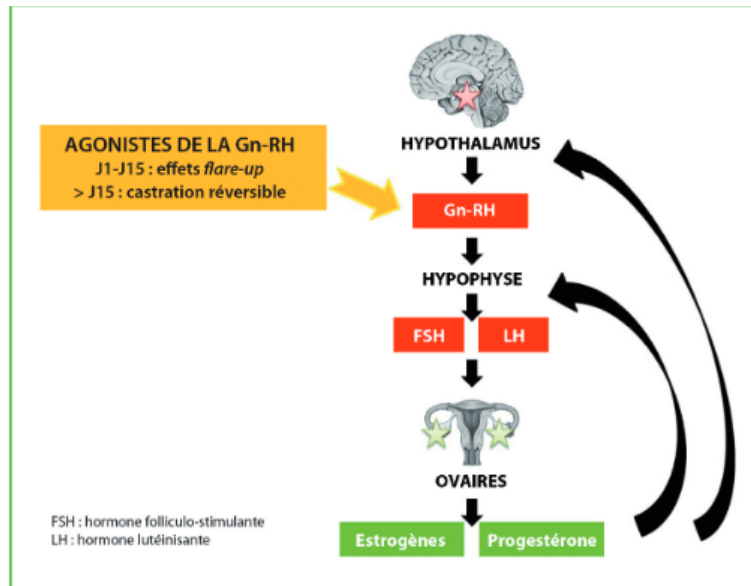 AGONISTES DE LA Gn-RH
J1-J15 : effets flare-up
> J15 : castration réversible
HYPOTHALAMUS
Gn-RH
HYPOPHYSE
FSH
LH
OVAIRES
Estrogènes
Progestérone
FSH : hormone folliculo-stimulante
LH : hormone lutéinisante